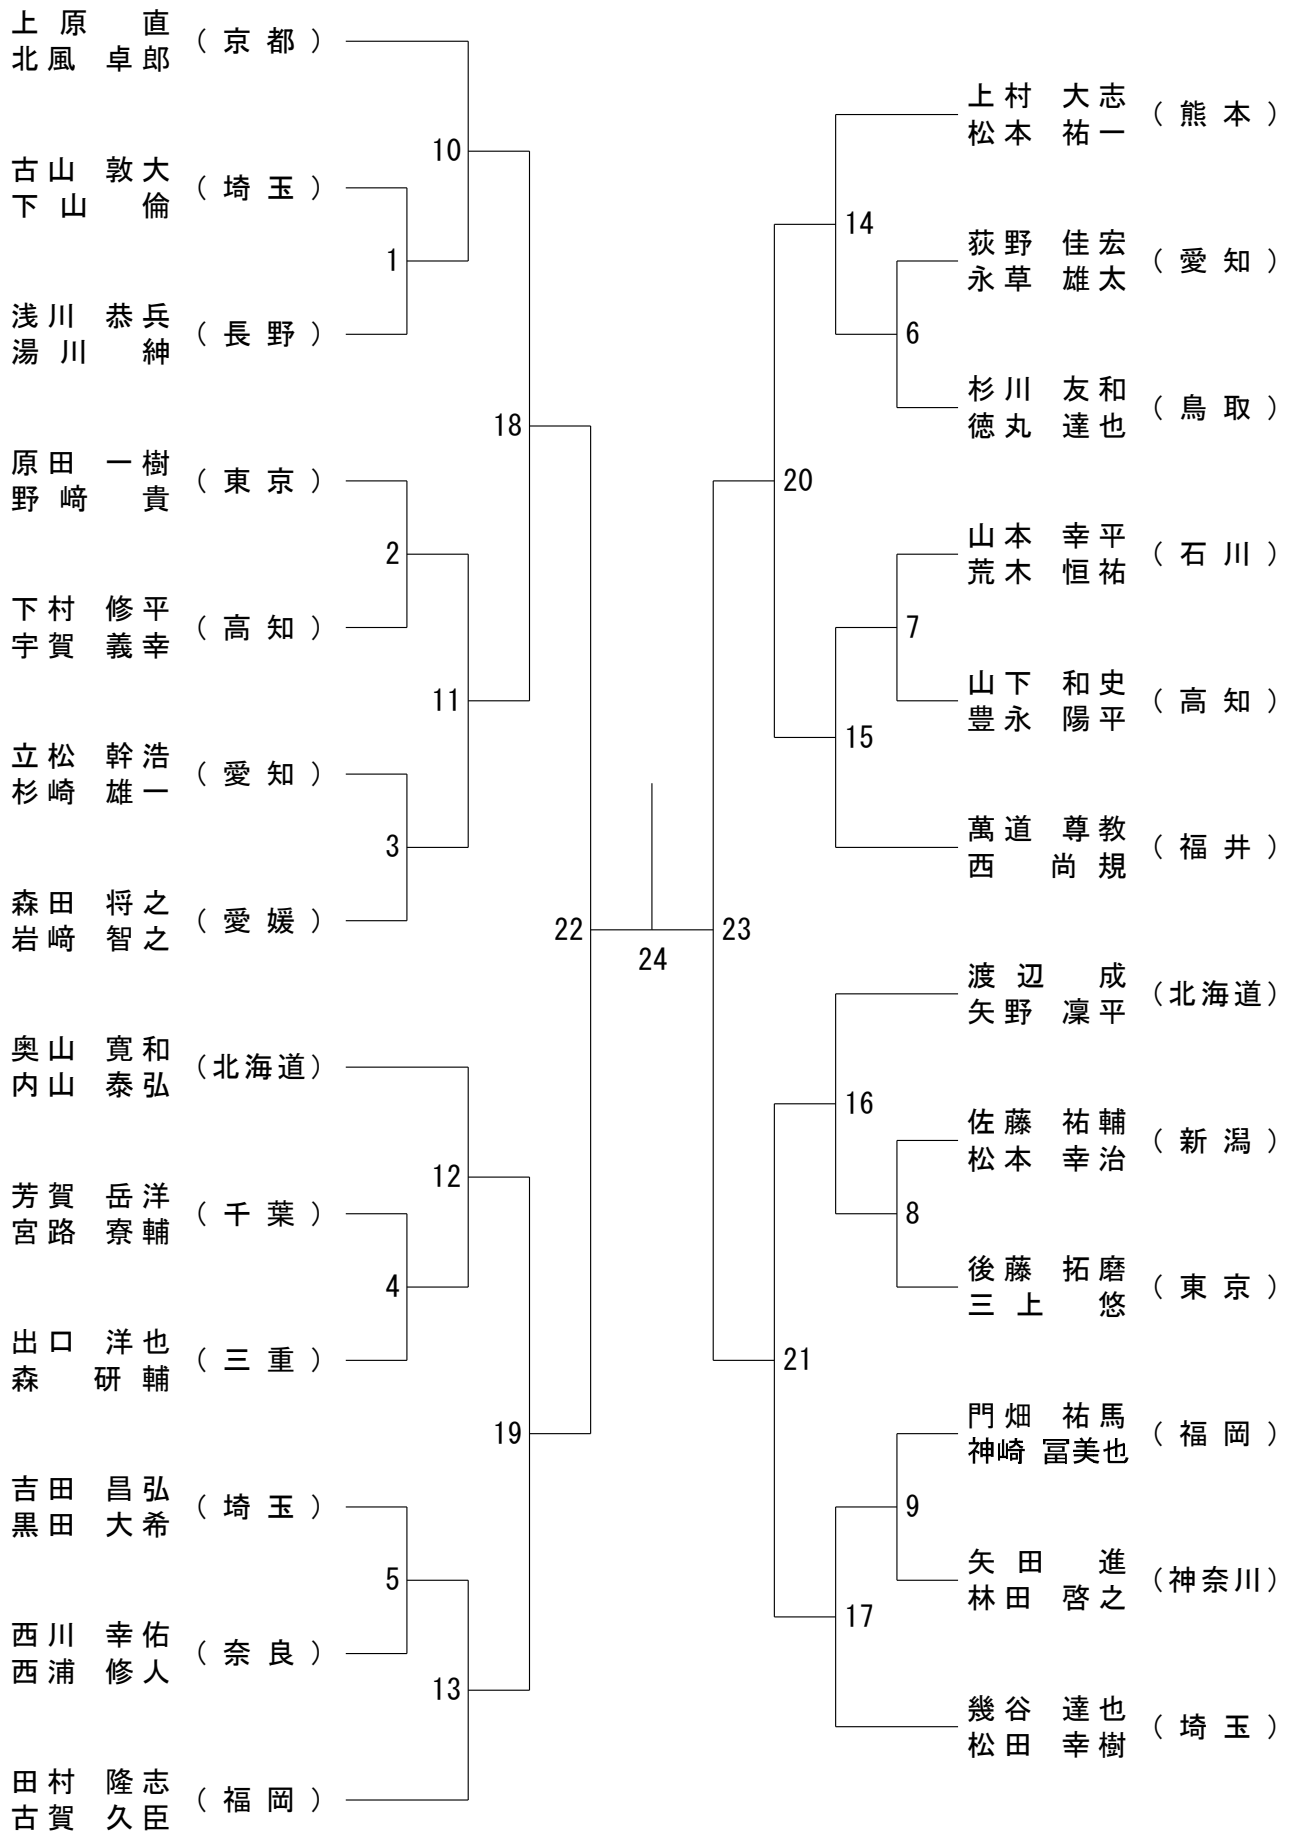 上原 直
北風 卓郎 (京都)
古山 敦大
下山 倫 (埼玉)
浅川 恭兵
湯川 紳 (長野)
原田 一樹
野﨑 貴 (東京)
下村 修平
宇賀 義幸 (高知)
立松 幹浩
杉崎 雄一 (愛知)
森田 将之
岩﨑 智之 (愛媛)
奥山 寛和
内山 泰弘 (北海道)
芳賀 岳洋
宮路 寮輔 (千葉)
出口 洋也
森 研輔 (三重)
吉田 昌弘
黒田 大希 (埼玉)
西川 幸佑
西浦 修人 (奈良)
田村 隆志
古賀 久臣 (福岡)
1
2
3
4
5
10
11
12
13
18
19
22
24
23
20
21
14
15
16
17
6
7
8
9
上村 大志
松本 祐一 (熊本)
荻野 佳宏
永草 雄太 (愛知)
杉川 友和
徳丸 達也 (鳥取)
山本 幸平
荒木 恒祐 (石川)
山下 和史
豊永 陽平 (高知)
萬道 尊教
西 尚規 (福井)
渡辺 成
矢野 凜平 (北海道)
佐藤 祐輔
松本 幸治 (新潟)
後藤 拓磨
三上 悠 (東京)
門畑 祐馬
神崎 冨美也 (福岡)
矢田 進
林田 啓之 (神奈川)
幾谷 達也
松田 幸樹 (埼玉)